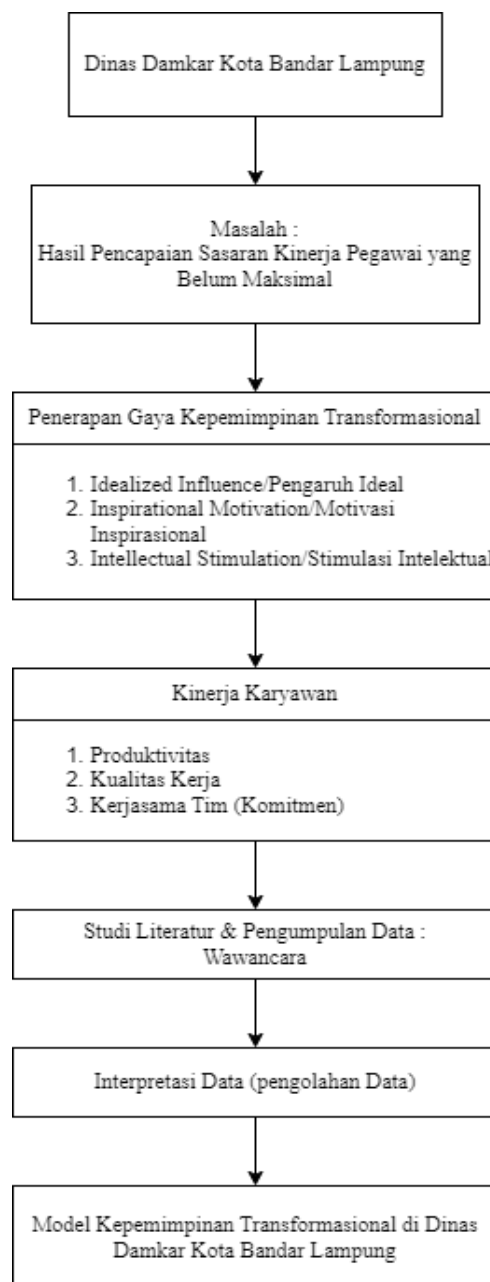 Dinas Damkar Kota Bandar Lampung
Masalah :
Hasil Pencapaian Sasaran Kinerja Pegawai yang
Belum Maksimal
Penerapan Gaya Kepemimpinan Transformasional
1. Idealized Influence/Pengaruh Ideal
2. Inspirational Motivation/Motivasi
Inspirasional
3. Intellectual Stimulation/Stimulasi Intelektual
Kinerja Karyawan
1. Produktivitas
2. Kualitas Kerja
3. Kerjasama Tim (Komitmen)
Studi Literatur & Pengumpulan Data :
Wawancara
Interpretasi Data (pengolahan Data)
Model Kepemimpinan Transformasional di Dinas
Damkar Kota Bandar Lampung